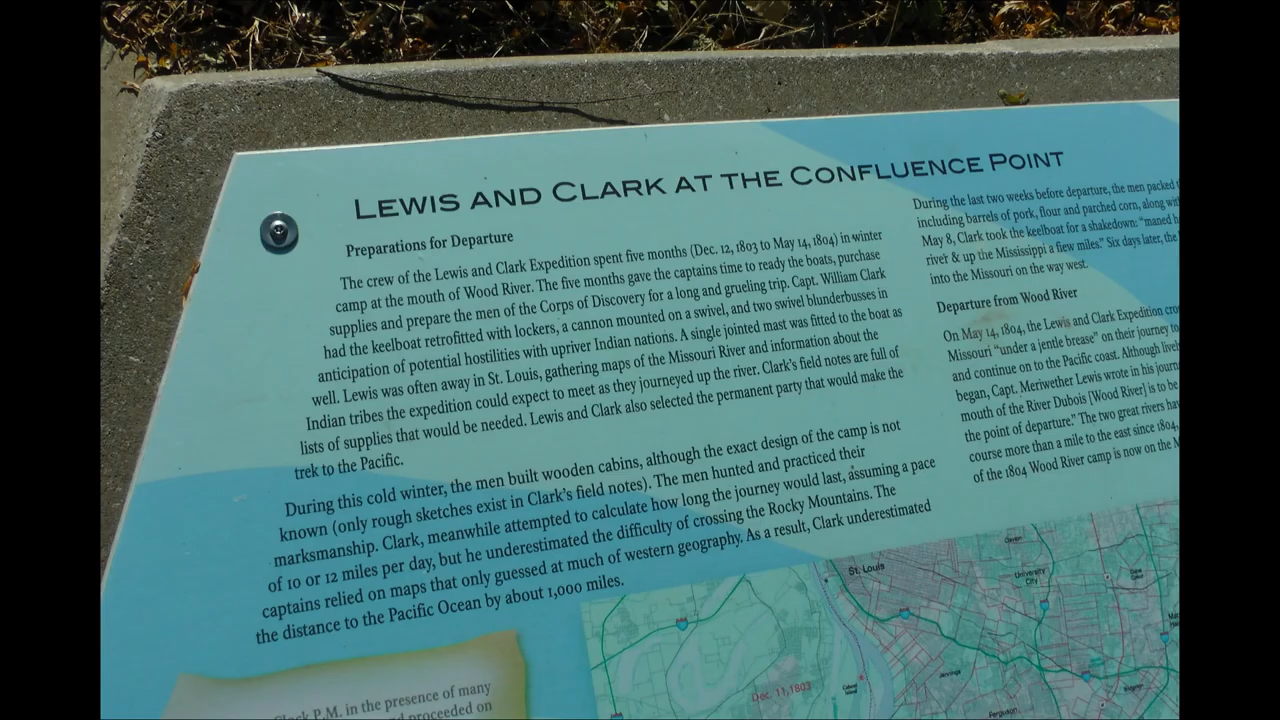 LEWIS AND CLARK AT THE CONFLUENCE POINT
Preparations for Departure
The crew of the Lewis and Clark Expedition spent five months (Dec. 12, 1803 to May 14, 1804) in winter
camp at the mouth of Wood River. The five months gave the captains time to ready the boats, purchase
supplies and prepare the men of the Corps of Discovery for a long and grueling trip. Capt. William Clark
had the keelboat retrofitted with lockers, a cannon mounted on a swivel, and two swivel blunderbusses in
anticipation of potential hostilities with upriver Indian nations. A single jointed mast was fitted to the boat as
well. Lewis was often away in St. Louis, gathering maps of the Missouri River and information about the
Indian tribes the expedition could expect to meet as they journeyed up the river. Clark's field notes are full of
lists of supplies that would be needed. Lewis and Clark also selected the permanent party that would make the
trek to the Pacific.
During this cold winter, the men built wooden cabins, although the exact design of the camp is not
known (only rough sketches exist in Clark's field notes). The men hunted and practiced their
marksmanship. Clark, meanwhile attempted to calculate how long the journey would last, assuming a pace
of 10 or 12 miles per day, but he underestimated the difficulty of crossing the Rocky Mountains. The
captains relied on maps that only guessed at much of western geography. As a result, Clark underestimated
the distance to the Pacific Ocean by about 1,000 miles.
During the last two weeks before departure, the men packed
including barrels of pork, flour and parched corn, along
May 8, Clark took the keelboat for a shakedown: "maned
river & up the Mississippi a fiew miles." Six days later, the
into the Missouri on the way west.
Departure from Wood River
On May 14, 1804, the Lewis and Clark Expedition
Missouri "under a jentle brease" on their journey to
and continue on to the Pacific coast. Although
began, Capt. Meriwether Lewis wrote in his
mouth of the River Dubois [Wood River] is to be
the point of departure." The two great rivers
course more than a mile to the east since 1804,
of the 1804 Wood River camp is now on the
St. Louis
University
City
Jennings
Ferguson
Dec. 11, 1803
P.M. in the presence of many
proceeded on